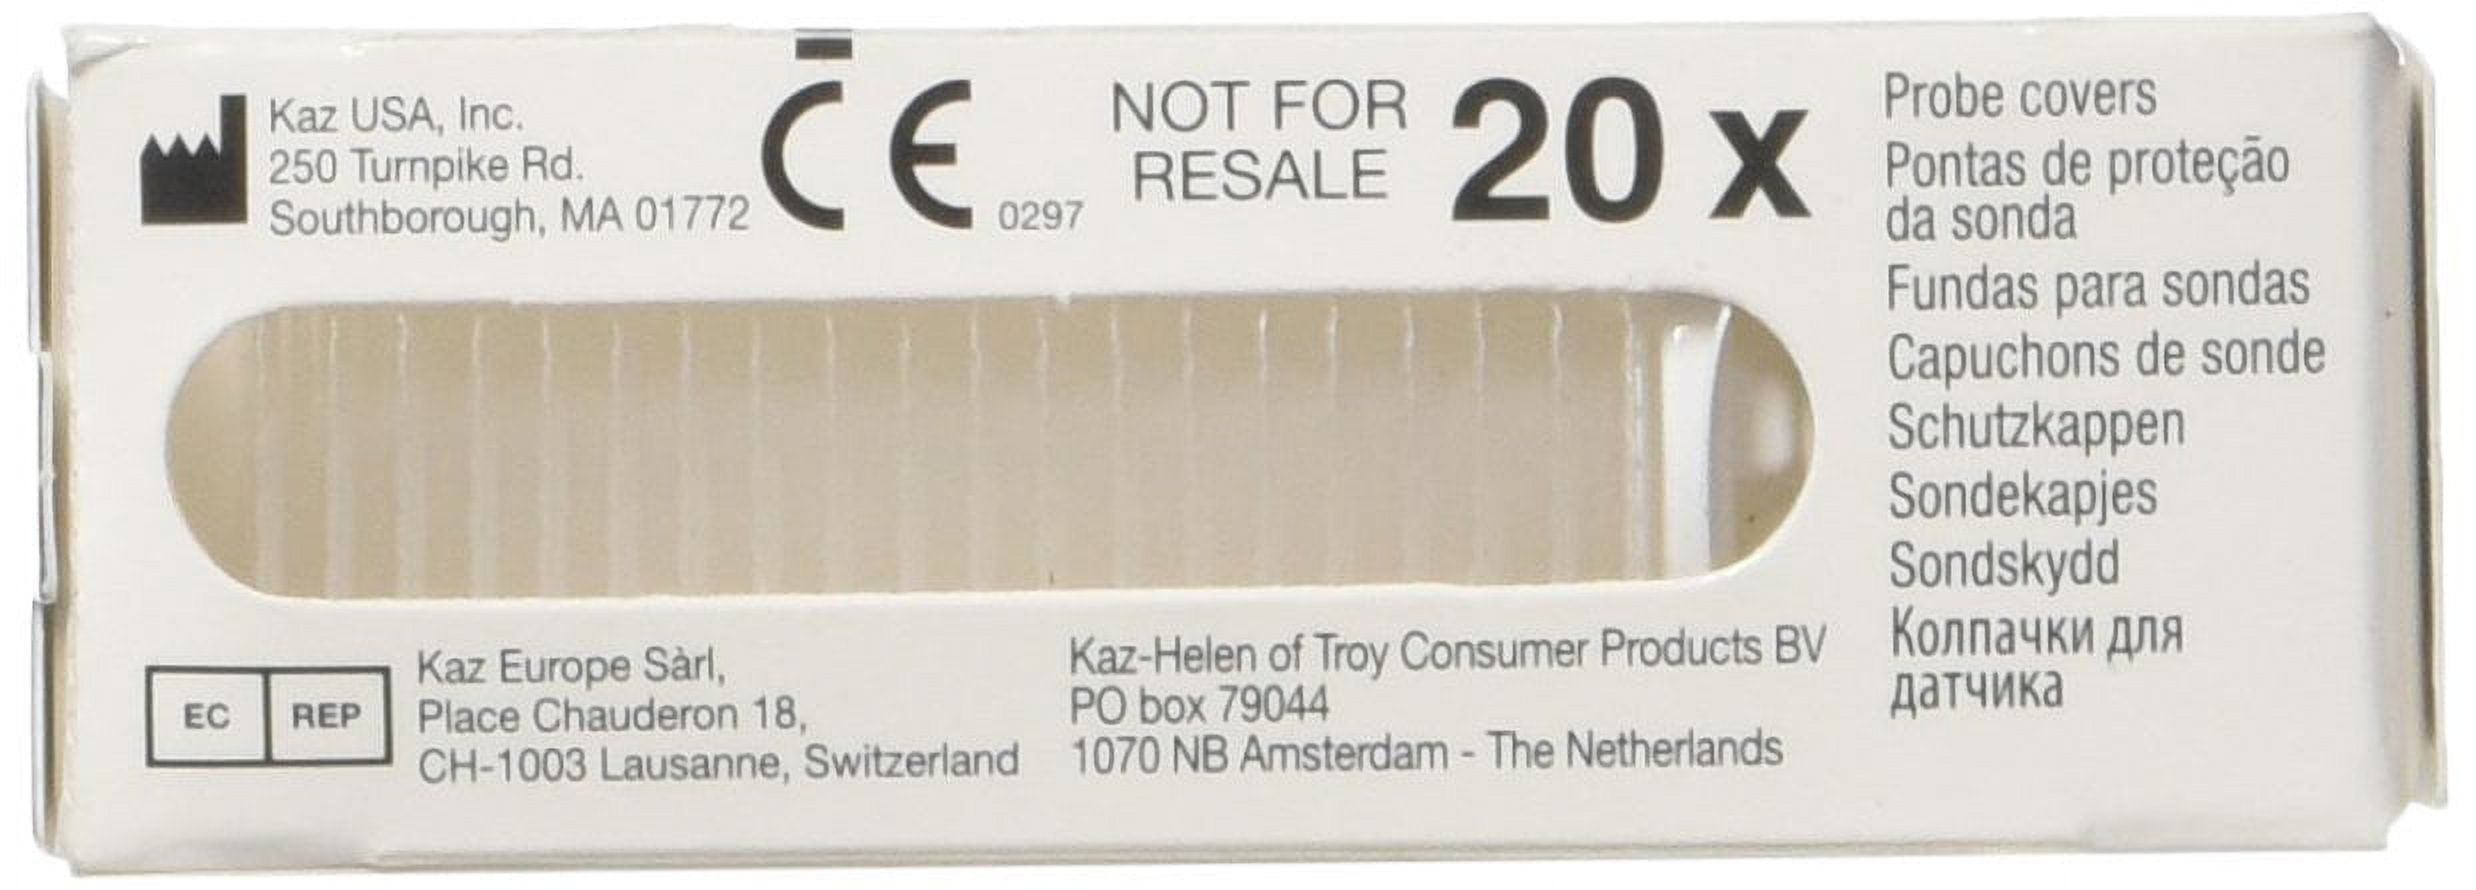 Kaz USA, Inc.
250 Turnpike Rd.
Southborough, MA 01772
CE 0297
NOT FOR
RESALE
20 x
Probe covers
Pontas de proteção
da sonda
Fundas para sondas
Capuchons de sonde
Schutzkappen
Sondekapjes
Sondskydd
Колпачки для
датчика
EC REP
Kaz Europe Sàrl,
Place Chauderon 18,
CH-1003 Lausanne, Switzerland
Kaz-Helen of Troy Consumer Products BV
PO box 79044
1070 NB Amsterdam - The Netherlands